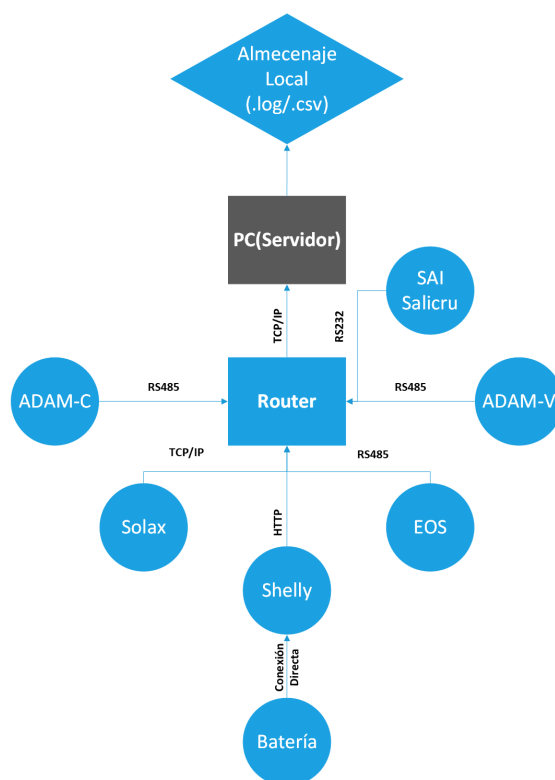 Almecenaje
Local
(.log/.csv)
PC(Servidor)
SAI
Salicru
TCP/IP
RS232
ADAM-C
RS485
Router
RS485
ADAM-V
TCP/IP
RS485
Solax
HTTP
EOS
Shelly
Conexión
Directa
Batería